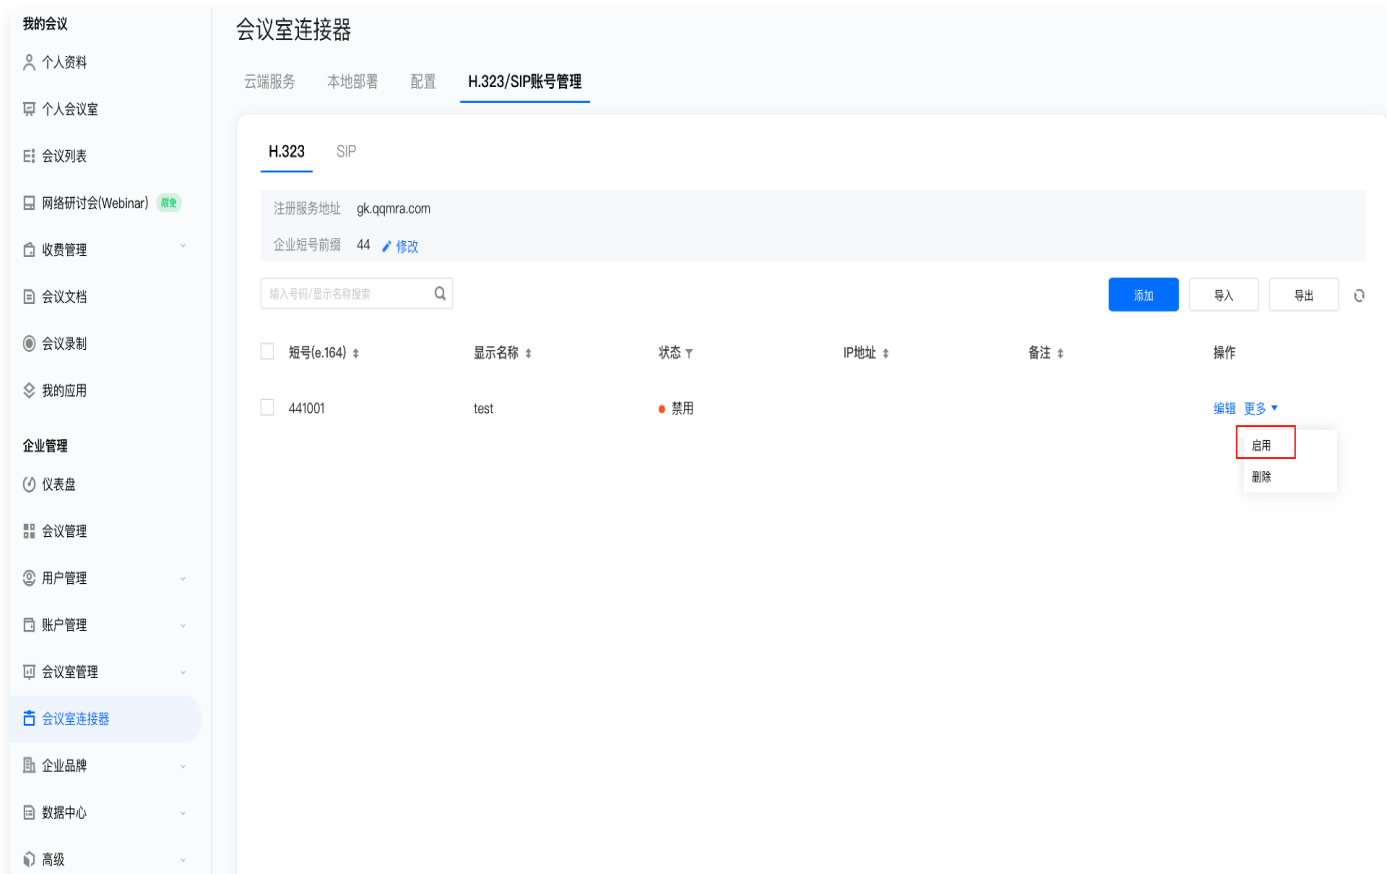 我的会议
个人资料
个人会议室
会议列表
网络研讨会(Webinar) 限免
收费管理
会议文档
会议录制
我的应用
企业管理
仪表盘
会议管理
用户管理
账户管理
会议室管理
会议室连接器
企业品牌
数据中心
高级
会议室连接器
云端服务 本地部署 配置 H.323/SIP账号管理
H.323 SIP
注册服务地址 gk.qqmra.com
企业短号前缀 44 修改
输入号码/显示名称搜索 添加 导入 导出
短号(e.164) 显示名称 状态 IP地址 备注 操作
441001 test 禁用 编辑 更多
启用
删除